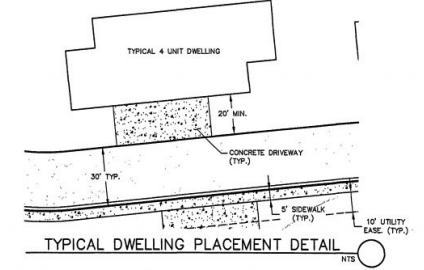 TYPICAL 4 UNIT DWELLING
20' MIN.
CONCRETE DRIVEWAY
(TYP.)
30' TYP.
5' SIDEWALK
(TYP.)
10' UTILITY
EASE. (TYP.)
TYPICAL DWELLING PLACEMENT DETAIL
NTS